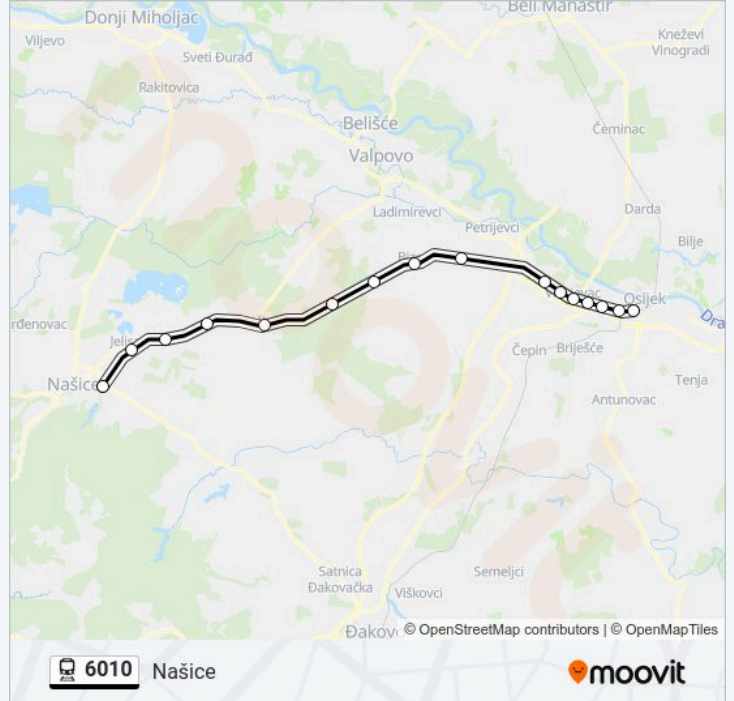 Donji Miholjac
Beli Manastir
Viljevo
Sveti Đurađ
Kneževi
Vinogradi
Rakitovica
Belišće
Čeminac
Valpovo
Ladimirevci
Darda
Petrijevci
Bilje
Osijek
Dra
Čepin
Briješće
Našice
Tenja
Antunovac
Satnica
Đakovačka
Semeljci
Viškovci
© OpenStreetMap contributors | © OpenMapTiles
6010
Našice
moovit